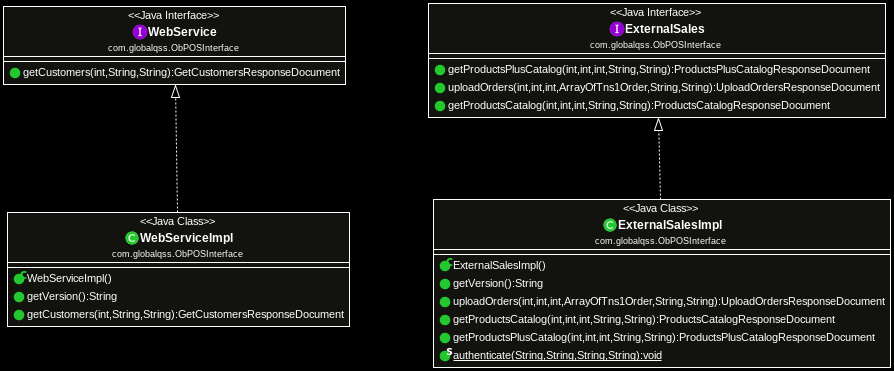 <<Java Interface>>
WebService
com.globalqss.ObPOSInterface
getCustomers(int,String,String):GetCustomersResponseDocument
<<Java Interface>>
ExternalSales
com.globalqss.ObPOSInterface
getProductsPlusCatalog(int,int,int,String,String):ProductsPlusCatalogResponseDocument
uploadOrders(int,int,int,ArrayOfTns1Order,String,String):UploadOrdersResponseDocument
getProductsCatalog(int,int,int,String,String):ProductsCatalogResponseDocument
<<Java Class>>
WebServiceImpl
com.globalqss.ObPOSInterface
WebServiceImpl()
getVersion():String
getCustomers(int,String,String):GetCustomersResponseDocument
<<Java Class>>
ExternalSalesImpl
com.globalqss.ObPOSInterface
ExternalSalesImpl()
getVersion():String
uploadOrders(int,int,int,ArrayOfTns1Order,String,String):UploadOrdersResponseDocument
getProductsCatalog(int,int,int,String,String):ProductsCatalogResponseDocument
getProductsPlusCatalog(int,int,int,String,String):ProductsPlusCatalogResponseDocument
authenticate(String,String,String,String):void